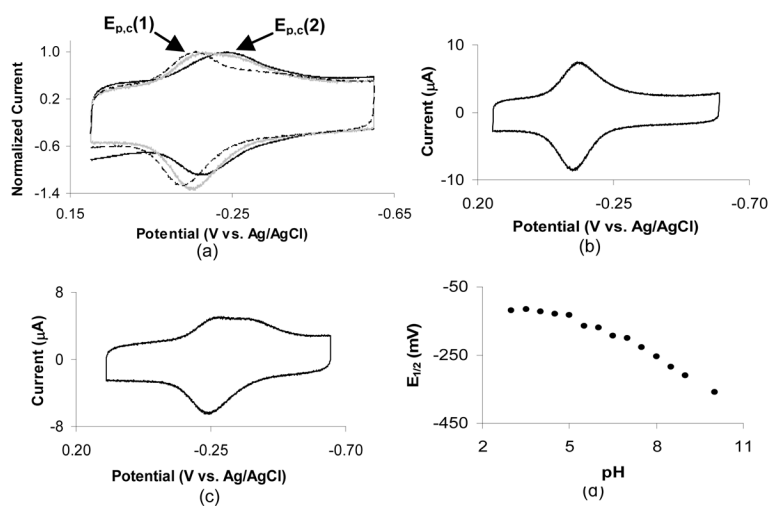 (a)
E_p,c(1)
E_p,c(2)
Normalized Current
1.0
0.2
-0.6
-1.4
0.15
-0.25
-0.65
Potential (V vs. Ag/AgCl)
(a)
(b)
Current (μA)
10
0
-10
0.20
-0.25
-0.70
Potential (V vs. Ag/AgCl)
(b)
(c)
Current (μA)
8
0
-8
0.20
-0.25
-0.70
Potential (V vs. Ag/AgCl)
(c)
(d)
E1/2 (mV)
-50
-250
-450
2
5
8
11
pH
(d)